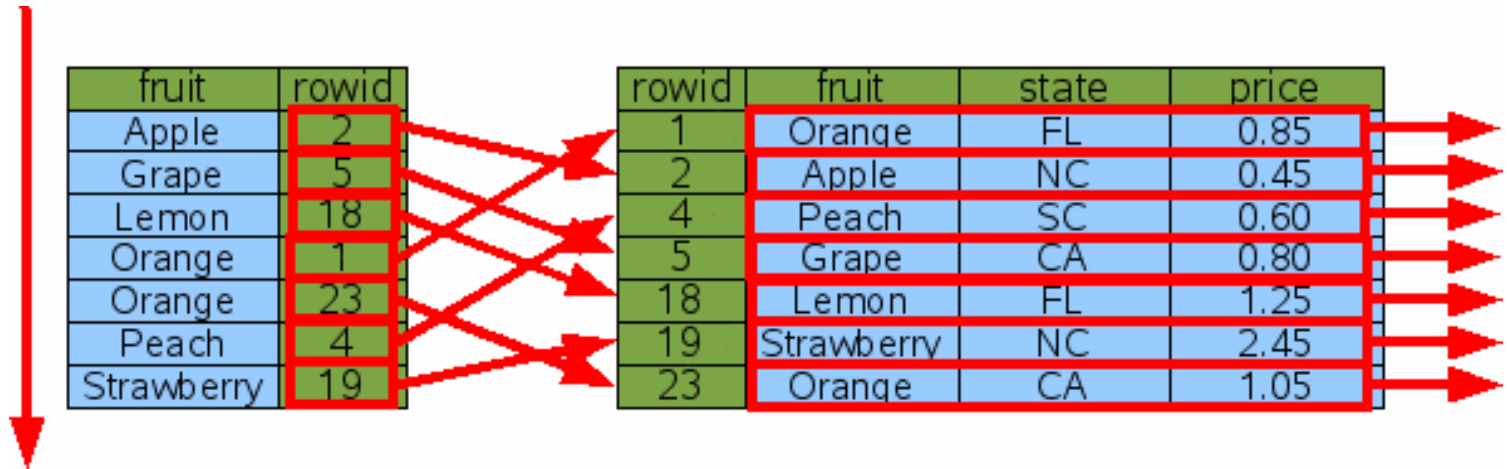 fruit rowid
Apple 2
Grape 5
Lemon 18
Orange 1
Orange 23
Peach 4
Strawberry 19
rowid fruit state price
1 Orange FL 0.85
2 Apple NC 0.45
4 Peach SC 0.60
5 Grape CA 0.80
18 Lemon FL 1.25
19 Strawberry NC 2.45
23 Orange CA 1.05